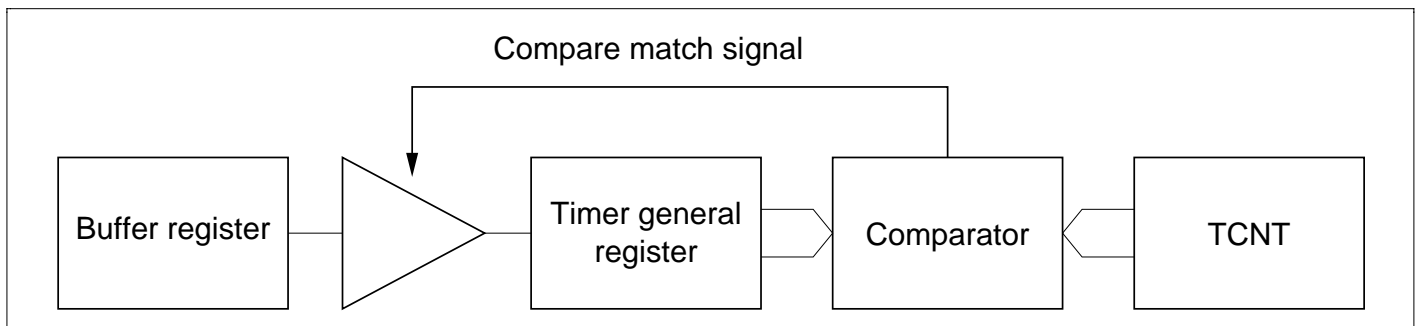 Compare match signal
Buffer register
Timer general
register
Comparator
TCNT